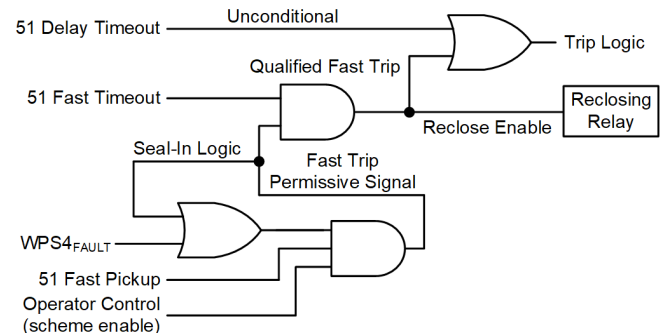 Unconditional
51 Delay Timeout
Trip Logic
Qualified Fast Trip
51 Fast Timeout
Reclosing
Relay
Reclose Enable
Seal-In Logic
Fast Trip
Permissive Signal
WPS4FAULT
51 Fast Pickup
Operator Control
(scheme enable)